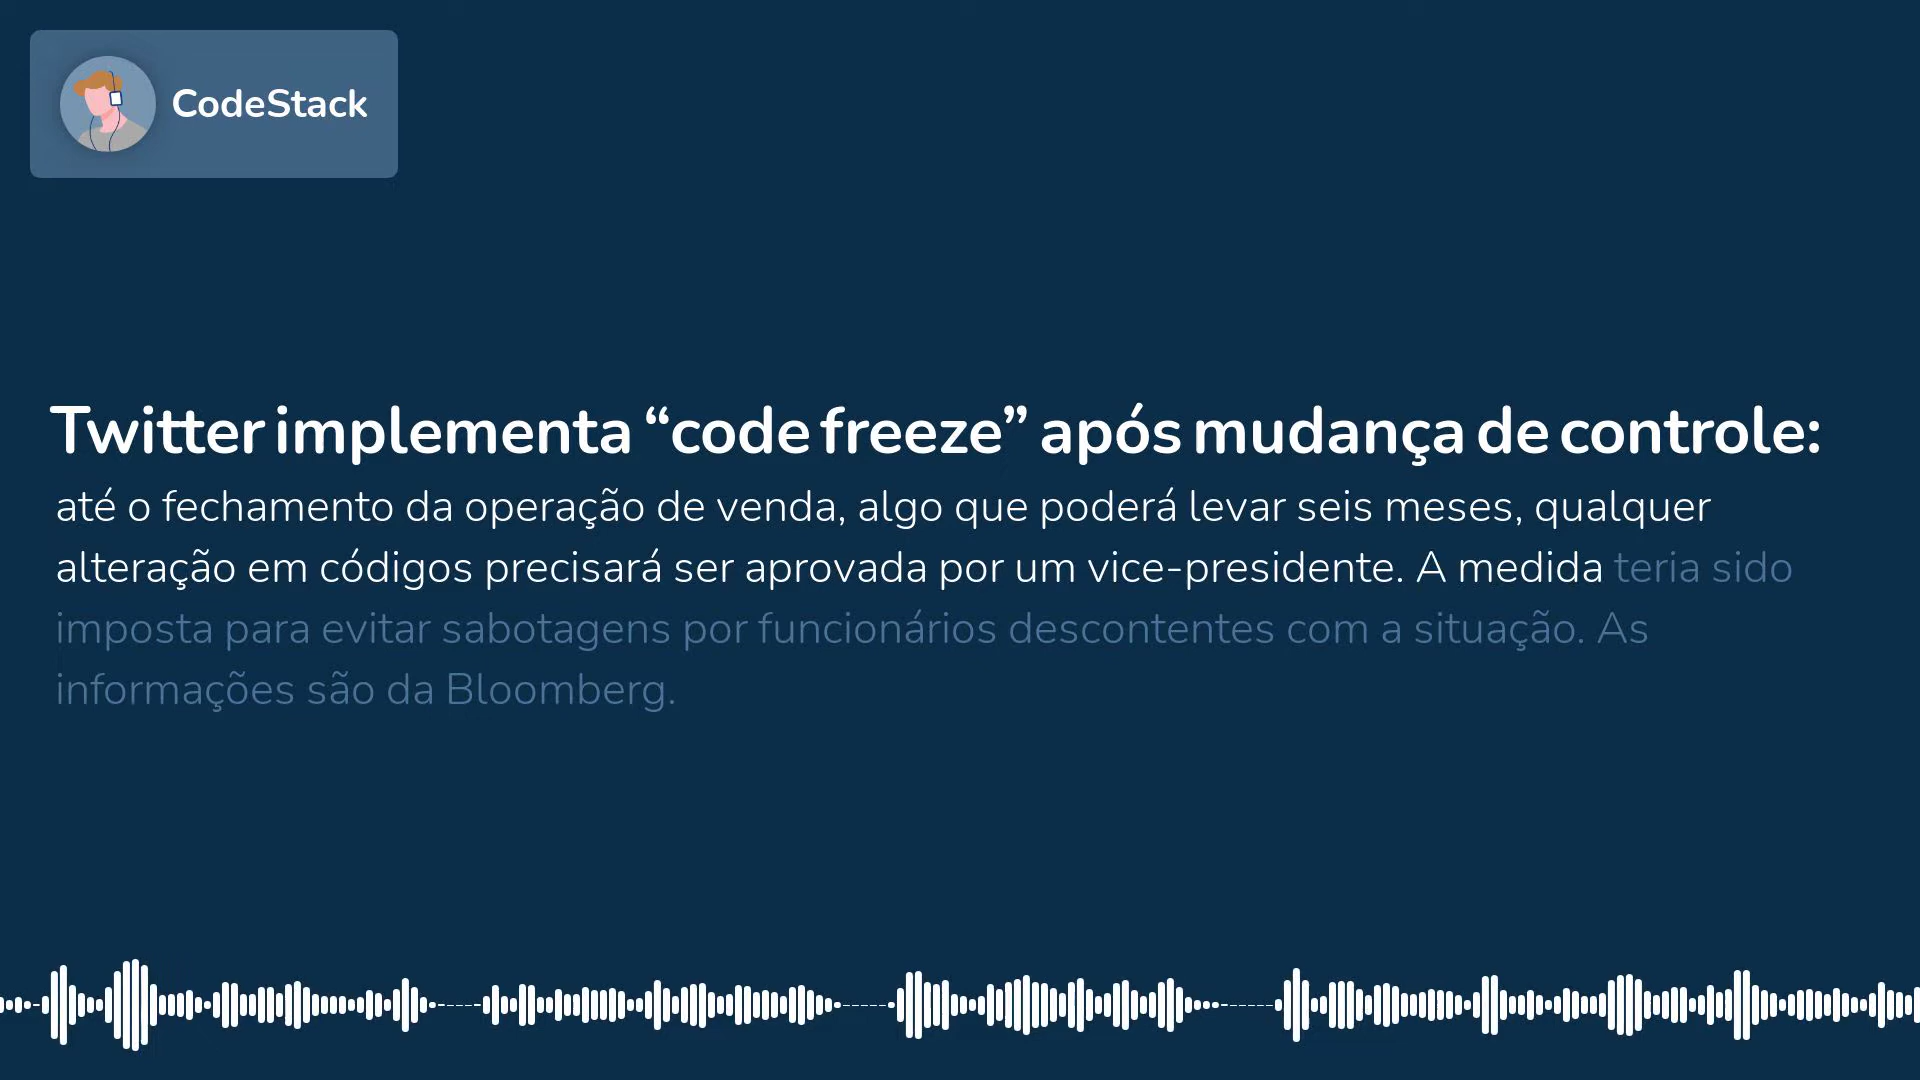 CodeStack
Twitter implementa “code freeze” após mudança de controle:
até o fechamento da operação de venda, algo que poderá levar seis meses, qualquer
alteração em códigos precisará ser aprovada por um vice-presidente. A medida teria sido
imposta para evitar sabotagens por funcionários descontentes com a situação. As
informações são da Bloomberg.